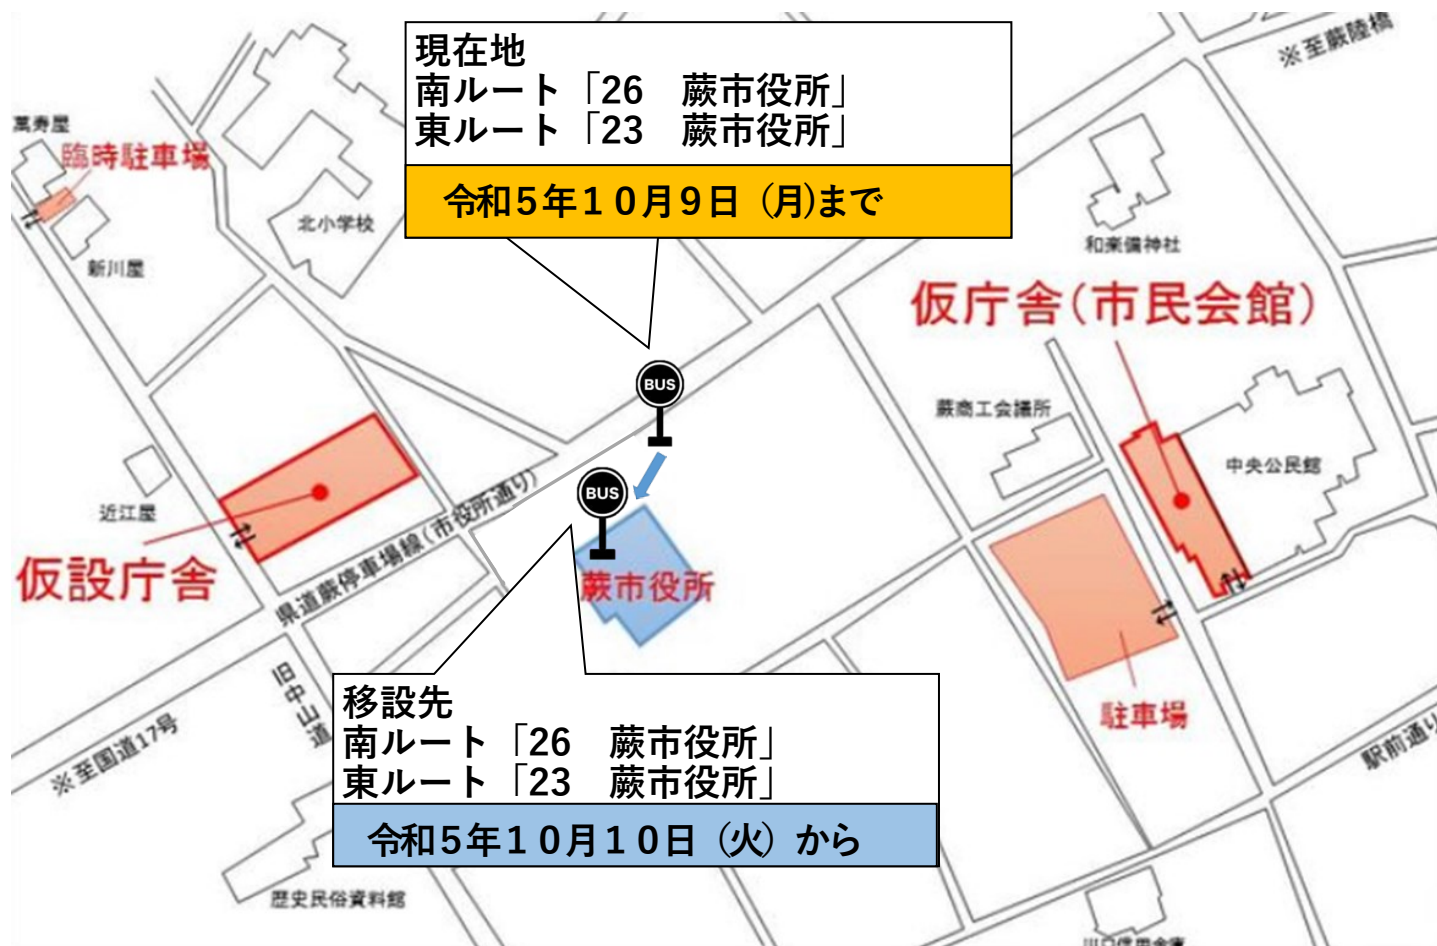 現在地
南ルート「26　蕨市役所」
東ルート「23　蕨市役所」
令和５年１０月９日（月）まで
※至蕨陸橋
萬寿屋
臨時駐車場
新川屋
北小学校
和楽備神社
仮庁舎（市民会館）
BUS
蕨商工会議所
中央公民館
近江屋
仮設庁舎
県道蕨停車場線（市役所通り）
BUS
蕨市役所
旧中山道
※至国道17号
駐車場
駅前通り
移設先
南ルート「26　蕨市役所」
東ルート「23　蕨市役所」
令和５年１０月１０日（火）から
歴史民俗資料館